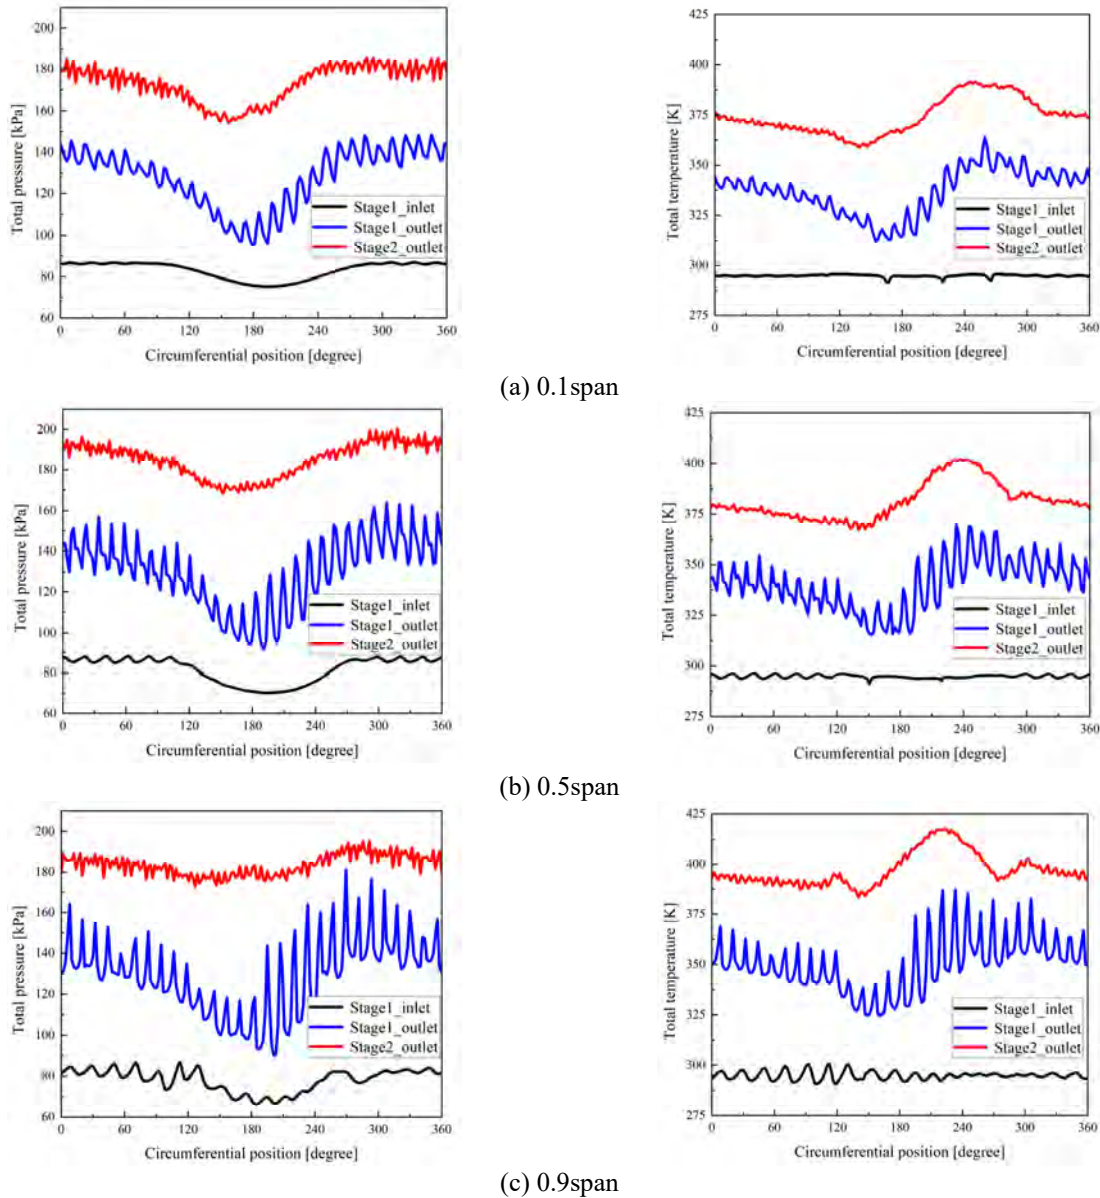 200
180
160
140
120
100
80
60
Total pressure [kPa]
Stage1_inlet
Stage1_outlet
Stage2_outlet
0 60 120 180 240 300 360
Circumferential position [degree]
425
400
375
350
325
300
275
Total temperature [K]
Stage1_inlet
Stage1_outlet
Stage2_outlet
0 60 120 180 240 300 360
Circumferential position [degree]
(a) 0.1span
200
180
160
140
120
100
80
60
Total pressure [kPa]
Stage1_inlet
Stage1_outlet
Stage2_outlet
0 60 120 180 240 300 360
Circumferential position [degree]
425
400
375
350
325
300
275
Total temperature [K]
Stage1_inlet
Stage1_outlet
Stage2_outlet
0 60 120 180 240 300 360
Circumferential position [degree]
(b) 0.5span
200
180
160
140
120
100
80
60
Total pressure [kPa]
Stage1_inlet
Stage1_outlet
Stage2_outlet
0 60 120 180 240 300 360
Circumferential position [degree]
425
400
375
350
325
300
275
Total temperature [K]
Stage1_inlet
Stage1_outlet
Stage2_outlet
0 60 120 180 240 300 360
Circumferential position [degree]
(c) 0.9span